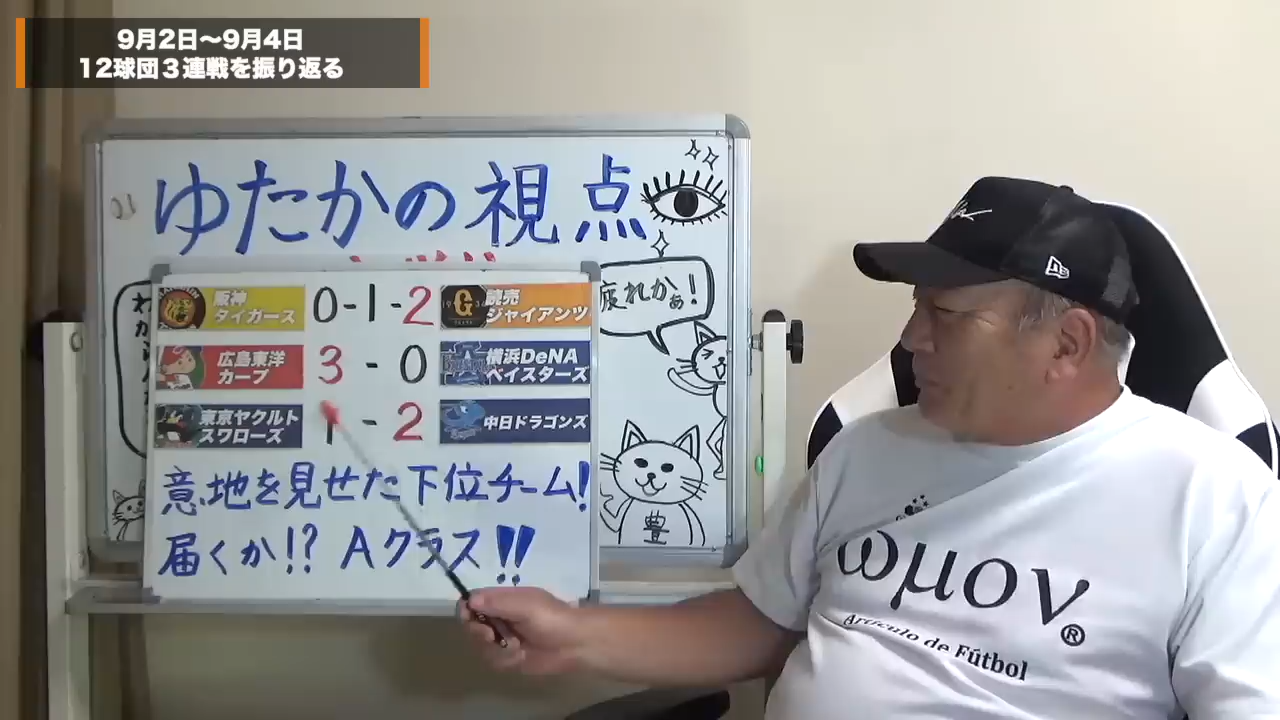 9月2日～9月4日
12球団3連戦を振り返る
ゆたかの視点
疲れかぁ!
阪神
タイガース
0-1-2
読売
ジャイアンツ
広島東洋
カープ
3-0
横浜DeNA
ベイスターズ
東京ヤクルト
スワローズ
1-2
中日ドラゴンズ
意地を見せた下位チーム!
届くか!? Aクラス!!
豊
ωμον®
Artículo de Fútbol